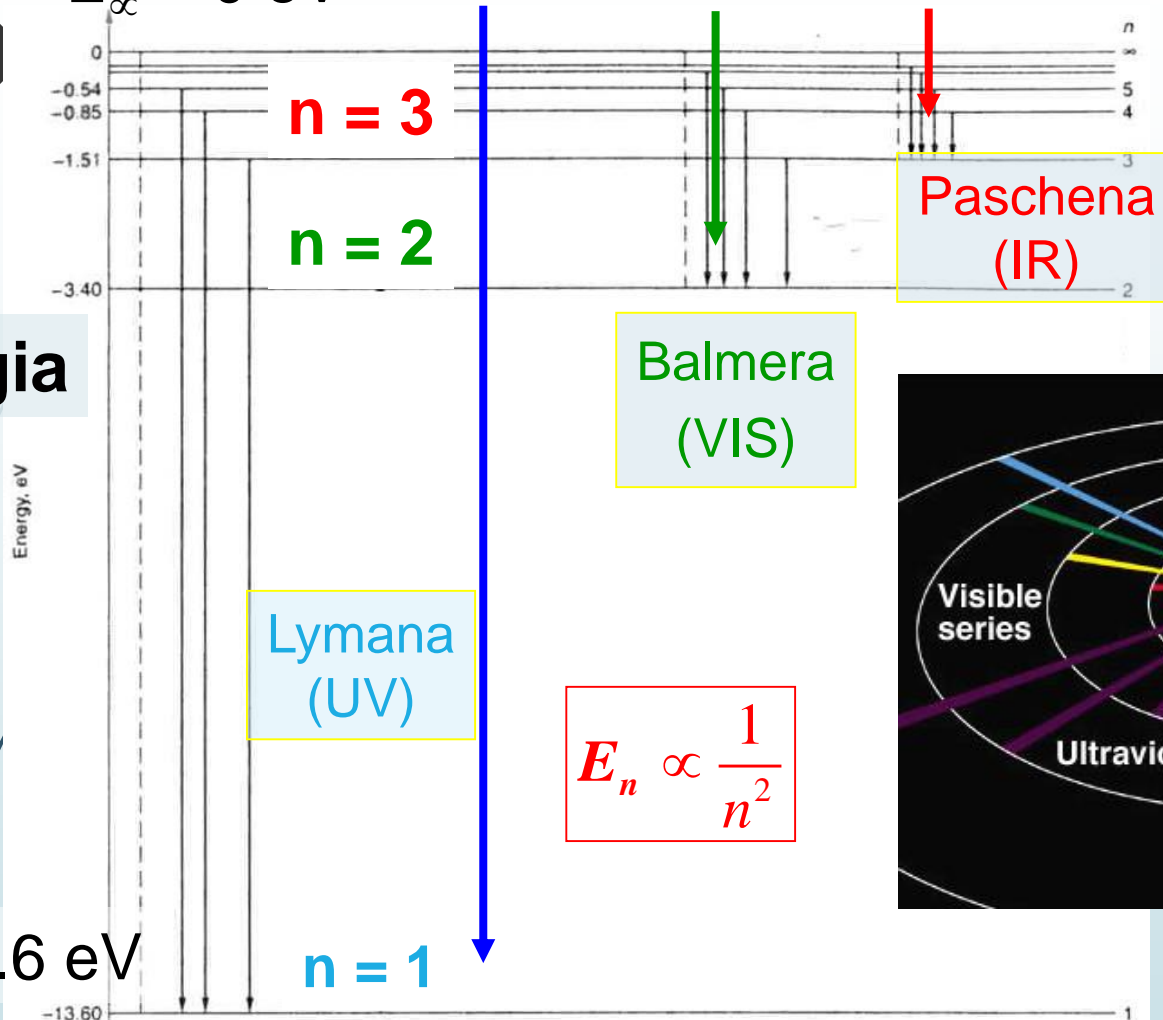 0
n
∞
-0.54
5
n = 3
-0.85
4
-1.51
3
Paschena
(IR)
n = 2
-3.40
2
gia
Balmera
(VIS)
Energy, eV
Visible
series
Lymana
(UV)
E_n ∝ 1/n²
Ultravio
.6 eV
n = 1
-13.60
1